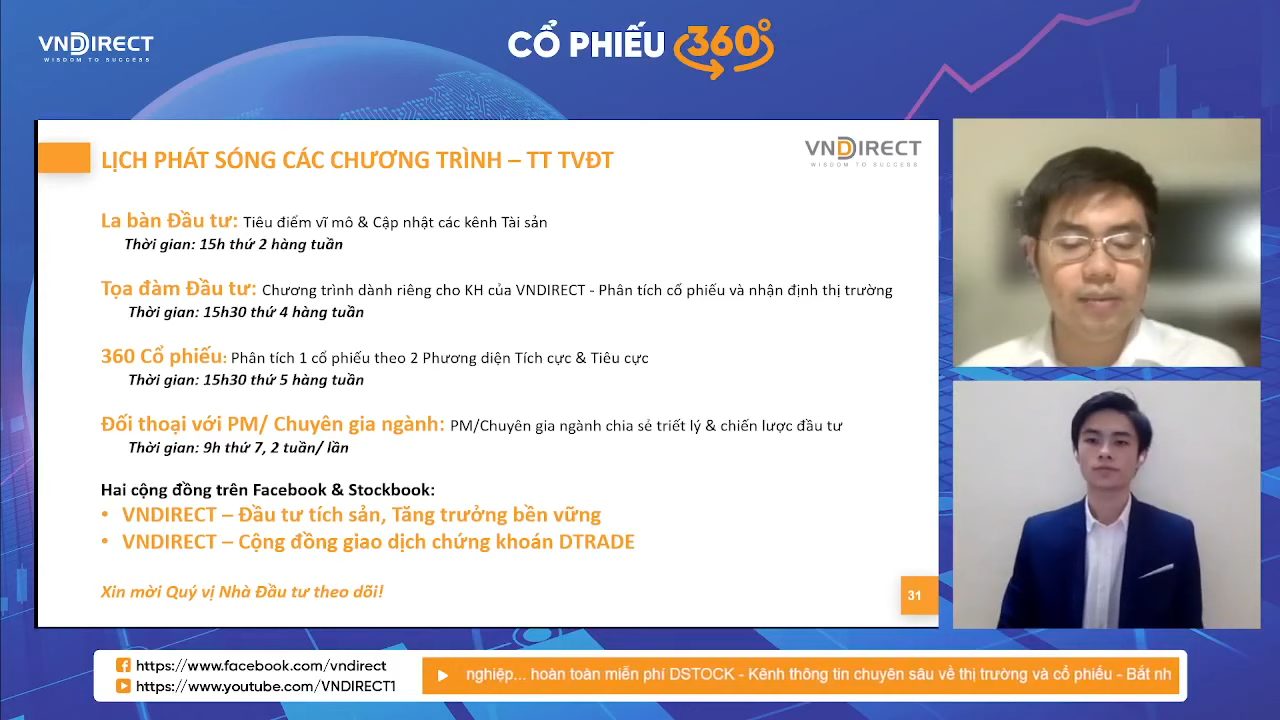 VNDIRECT
WISDOM TO SUCCESS
CỔ PHIẾU 360°
LỊCH PHÁT SÓNG CÁC CHƯƠNG TRÌNH – TT TVĐT
VNDIRECT
WISDOM TO SUCCESS
La bàn Đầu tư: Tiêu điểm vĩ mô & Cập nhật các kênh Tài sản
Thời gian: 15h thứ 2 hàng tuần
Tọa đàm Đầu tư: Chương trình dành riêng cho KH của VNDIRECT - Phân tích cổ phiếu và nhận định thị trường
Thời gian: 15h30 thứ 4 hàng tuần
360 Cổ phiếu: Phân tích 1 cổ phiếu theo 2 Phương diện Tích cực & Tiêu cực
Thời gian: 15h30 thứ 5 hàng tuần
Đối thoại với PM/ Chuyên gia ngành: PM/Chuyên gia ngành chia sẻ triết lý & chiến lược đầu tư
Thời gian: 9h thứ 7, 2 tuần/ lần
Hai cộng đồng trên Facebook & Stockbook:
• VNDIRECT – Đầu tư tích sản, Tăng trưởng bền vững
• VNDIRECT – Cộng đồng giao dịch chứng khoán DTRADE
Xin mời Quý vị Nhà Đầu tư theo dõi!
31
https://www.facebook.com/vndirect
https://www.youtube.com/VNDIRECT1
nghiệp... hoàn toàn miễn phí DSTOCK - Kênh thông tin chuyên sâu về thị trường và cổ phiếu - Bắt nh